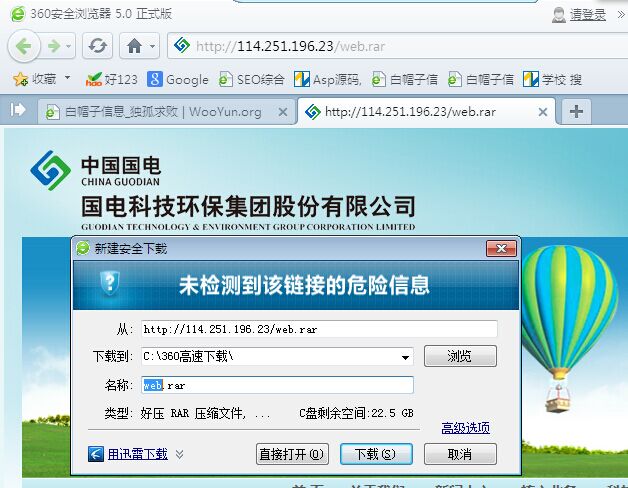 360安全浏览器 5.0 正式版
请登录 »
http://114.251.196.23/web.rar
收藏 hao 好123 Google SEO综合 Asp源码, 白帽子信 白帽子信 学校 搜
白帽子信息_独孤求败 | WooYun.org
http://114.251.196.23/web.rar
中国国电
CHINA GUODIAN
国电科技环保集团股份有限公司
GUODIAN TECHNOLOGY & ENVIRONMENT GROUP CORPORATION LIMITED
新建安全下载
未检测到该链接的危险信息
从: http://114.251.196.23/web.rar
下载到: C:\360高速下载\ 浏览
名称: web.rar
类型: 好压 RAR 压缩文件, ... C盘剩余空间:22.5 GB
高级选项
用迅雷下载 直接打开(O) 下载(S) 取消